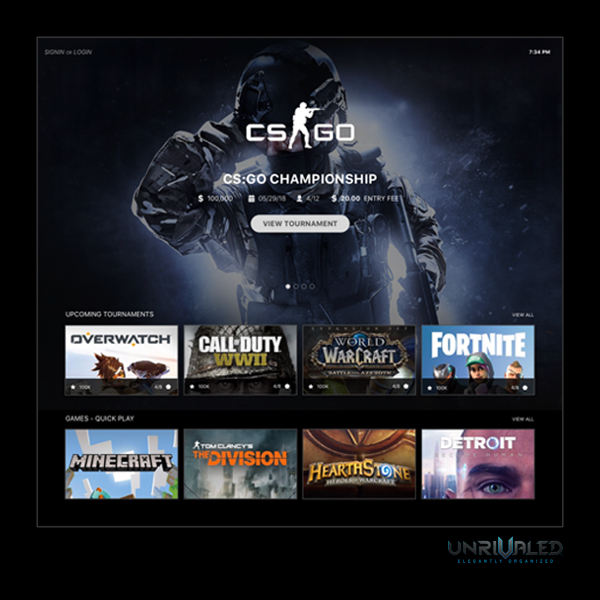 SIGNIN or LOGIN
7:34 PM
CS GO
CS:GO CHAMPIONSHIP
$ 100,000 05/29/18 4/12 $ 20.00 ENTRY FEE
VIEW TOURNAMENT
UPCOMING TOURNAMENTS
VIEW ALL
OVERWATCH
100K 4/8
CALL OF DUTY
WWII
100K 4/8
WORLD
WARCRAFT
BATTLE FOR AZEROTH
100K 4/8
FORTNITE
100K 4/8
GAMES - QUICK PLAY
VIEW ALL
MINECRAFT
TOM CLANCY'S
THE DIVISION
HEARTHSTONE
HEROES OF WARCRAFT
DETROIT
BECOME HUMAN
UNRIVALED
ELEGANTLY ORGANIZED